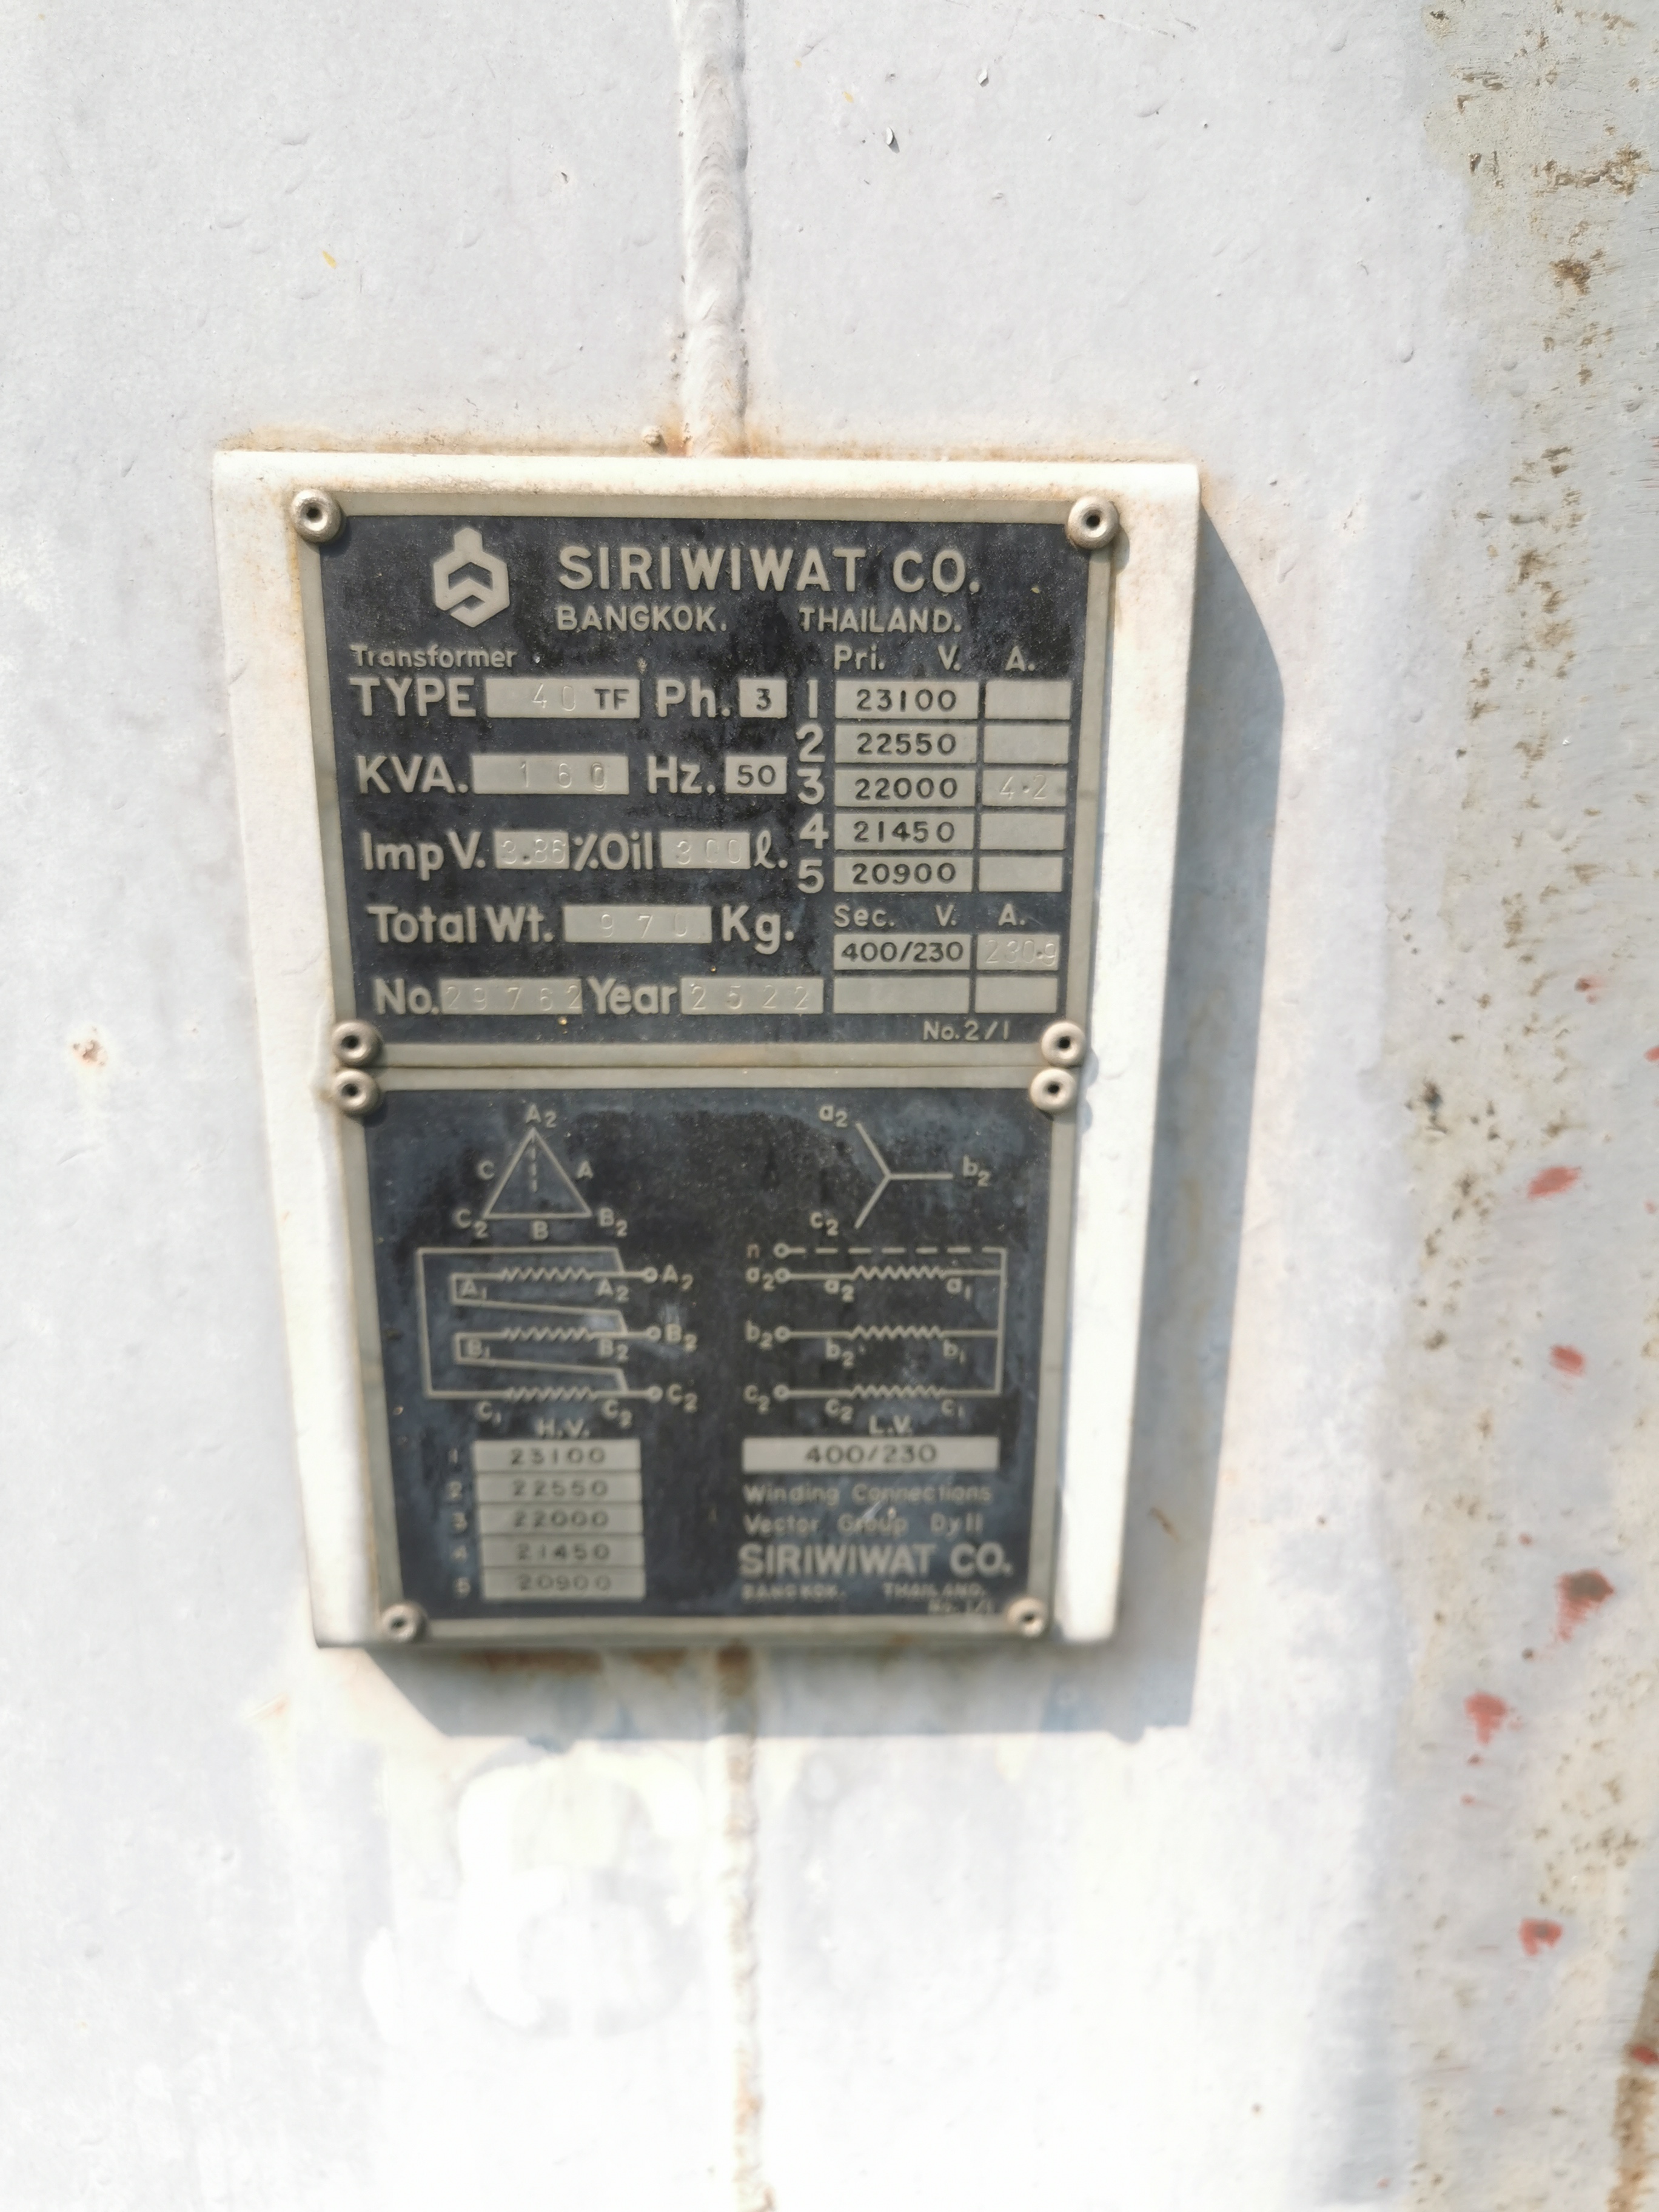 SIRIWIWAT CO.
BANGKOK. THAILAND.
Transformer Pri. V. A.
TYPE 40 TF Ph. 3 1 23100
2 22550
KVA. 160 Hz. 50 3 22000 4.2
4 21450
Imp V. 3.86 % Oil 300 l. 5 20900
Total Wt. 970 Kg. Sec. V. A.
400/230 230.9
No. 29762 Year 2522
No. 2/1
A2 a2
C A b2
C2 B B2 c2
n
A2 a2
A1 A2 a2 a1
B2 b2
B1 B2 b2 b1
C2 c2
C1 C2 c2 c1
H.V. L.V.
1 23100 400/230
2 22550 Winding Connections
3 22000 Vector Group Dy11
4 21450 SIRIWIWAT CO.
5 20900 BANGKOK. THAILAND.